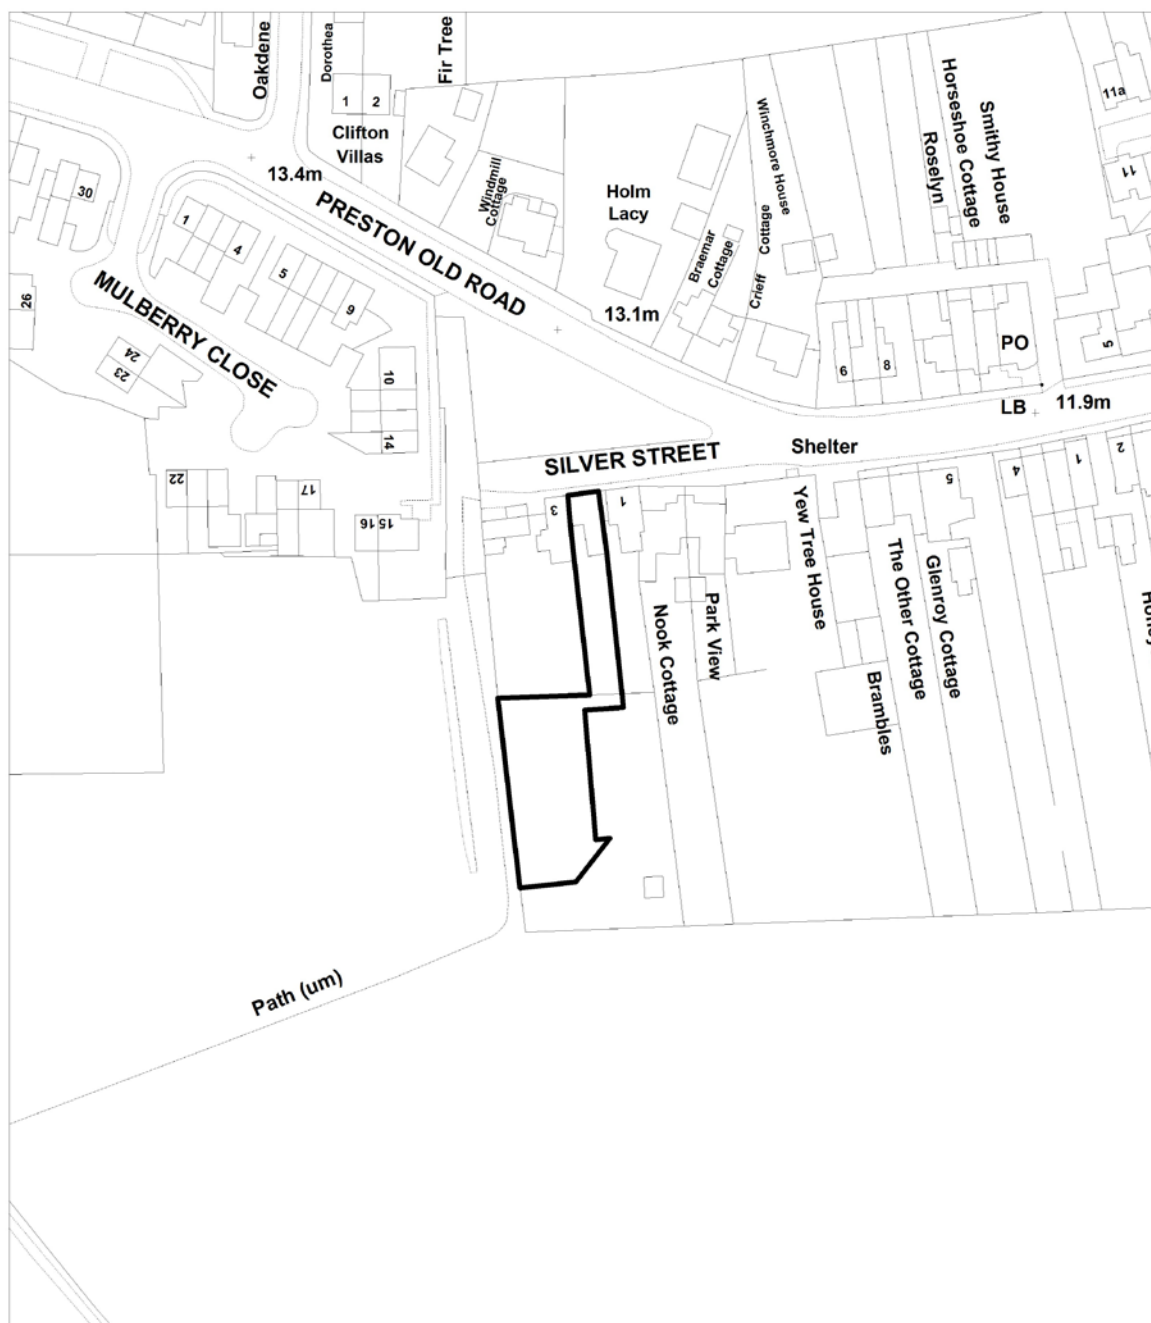 Oakdene
Dorothea
Fir Tree
1
2
Clifton
Villas
11a
11
Horseshoe Cottage
Smithy House
Roselyn
Winchmore House
30
13.4m
Windmill
Cottage
Holm
Lacy
PRESTON OLD ROAD
1
4
5
9
Braemar
Cottage
Crieff
Cottage
26
MULBERRY CLOSE
13.1m
24
23
10
14
6
8
PO
5
LB
11.9m
SILVER STREET
Shelter
22
17
16
15
3
1
5
4
1
2
Yew Tree House
The Other Cottage
Glenroy Cottage
Nook Cottage
Park View
Brambles
Path (um)